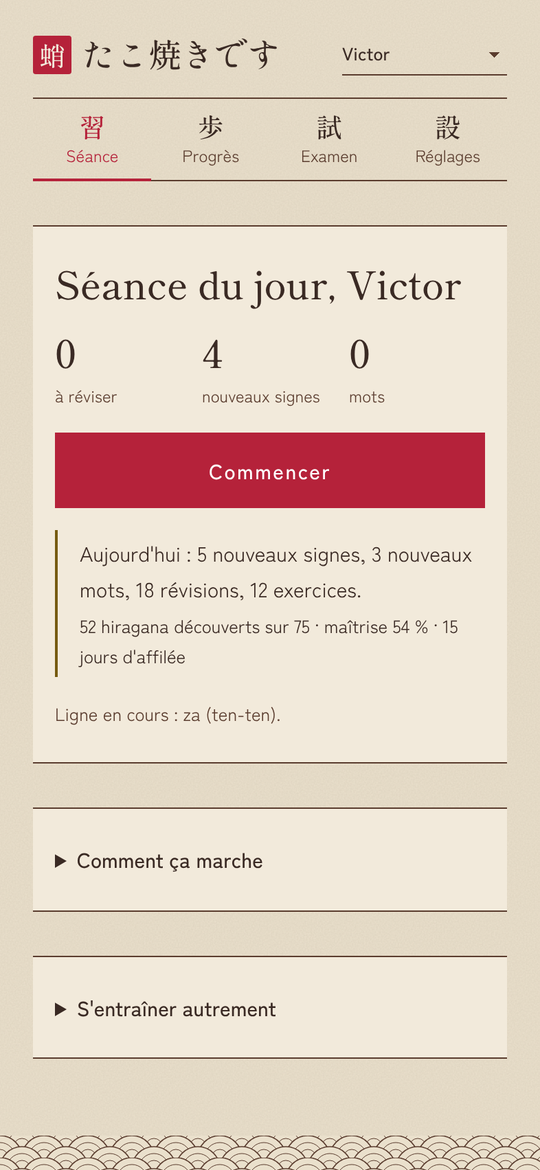 蛸 たこ焼きです
Victor
習 歩 試 設
Séance Progrès Examen Réglages
Séance du jour, Victor
0 4 0
à réviser nouveaux signes mots
Commencer
Aujourd'hui : 5 nouveaux signes, 3 nouveaux
mots, 18 révisions, 12 exercices.
52 hiragana découverts sur 75 · maîtrise 54 % · 15
jours d'affilée
Ligne en cours : za (ten-ten).
Comment ça marche
S'entraîner autrement